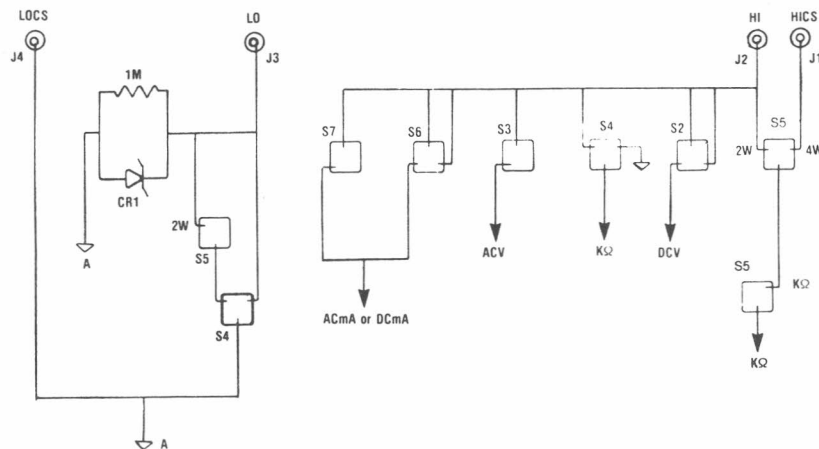 LOCS
LO
HI
HICS
J4
J3
J2
J1
1M
S7
S6
S3
S4
S2
S5
2W
4W
CR1
2W
S5
A
ACV
KΩ
DCV
S5
KΩ
S4
ACmA or DCmA
KΩ
A